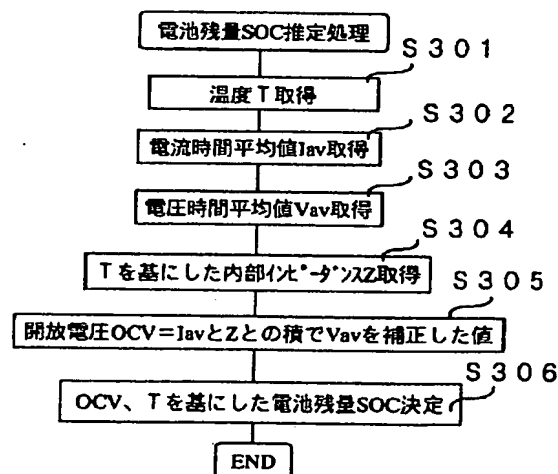 電池残量SOC推定処理
S301
温度T取得
S302
電流時間平均値Iav取得
S303
電圧時間平均値Vav取得
S304
Tを基にした内部インピーダンスZ取得
S305
開放電圧OCV=IavとZとの積でVavを補正した値
OCV、Tを基にした電池残量SOC決定
S306
END